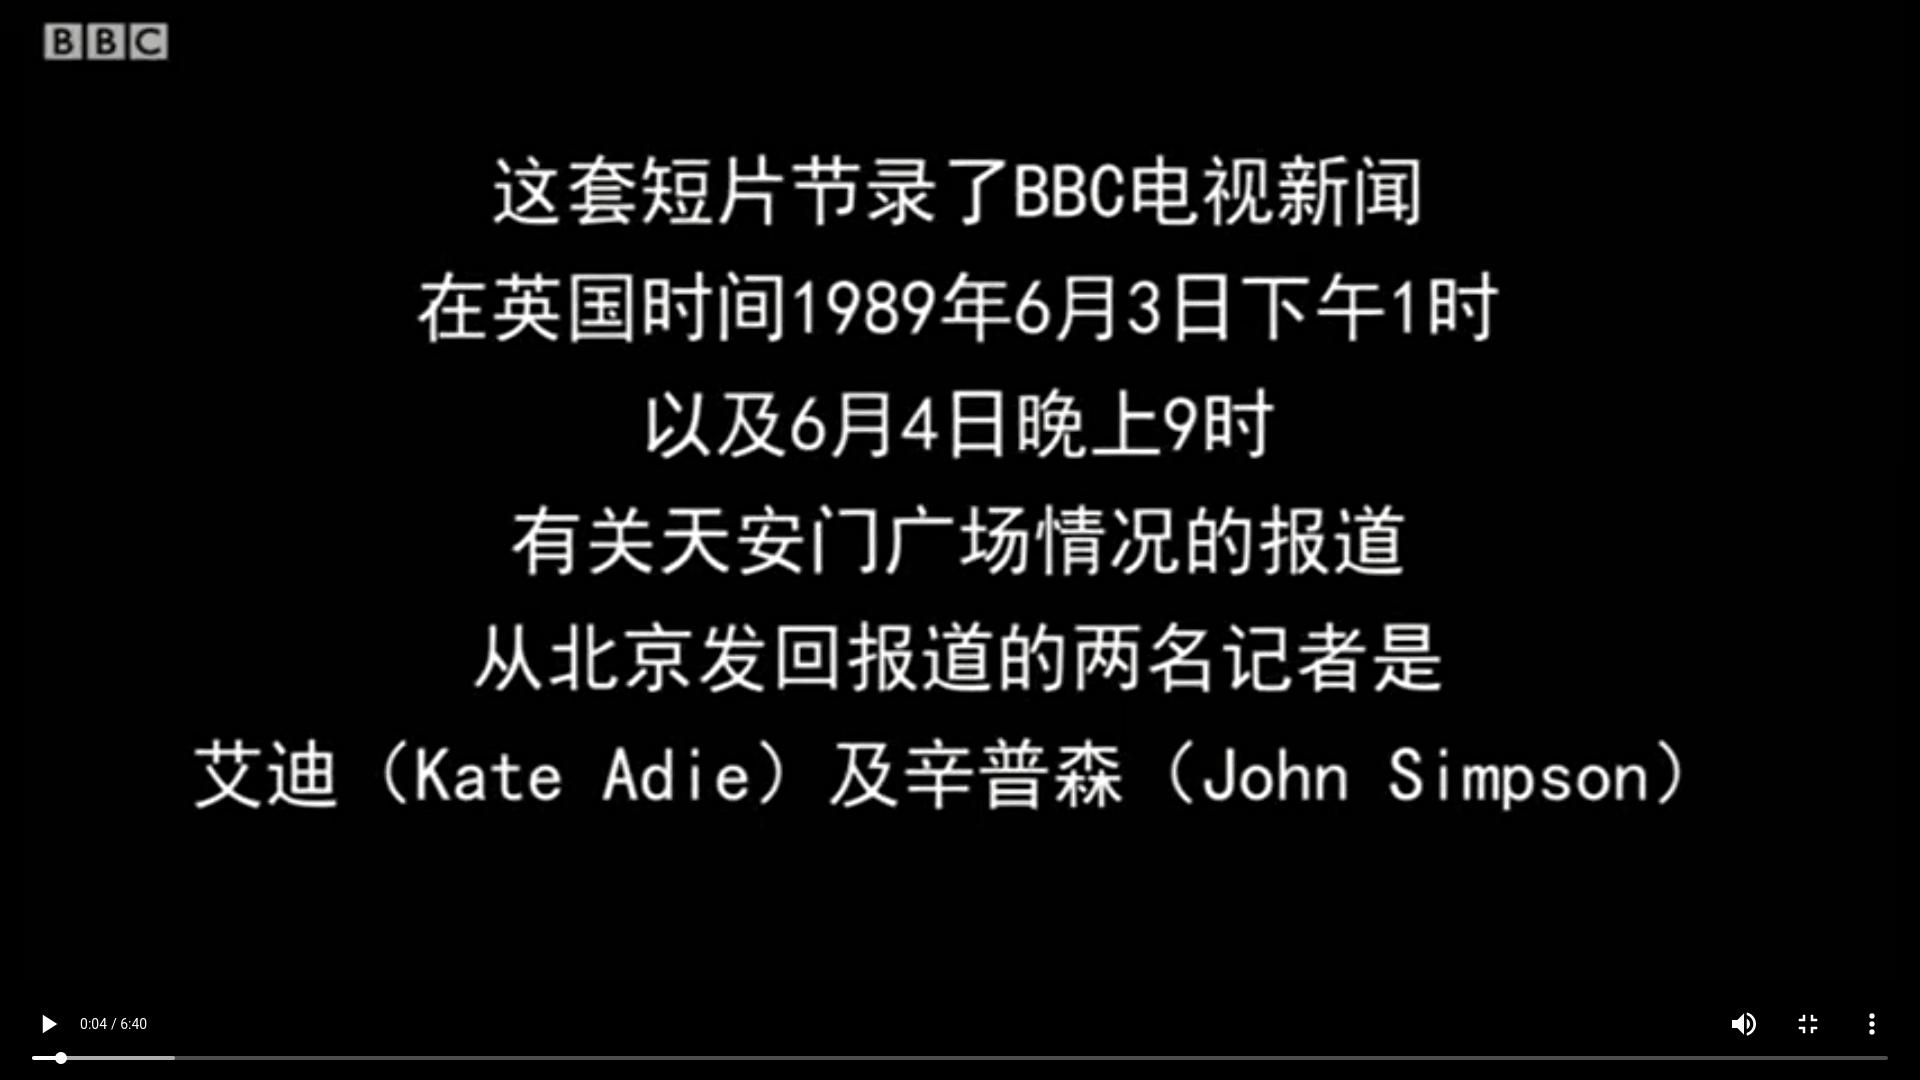 BBC
这套短片节录了BBC电视新闻
在英国时间1989年6月3日下午1时
以及6月4日晚上9时
有关天安门广场情况的报道
从北京发回报道的两名记者是
艾迪（Kate Adie）及辛普森（John Simpson）
0:04 / 6:40